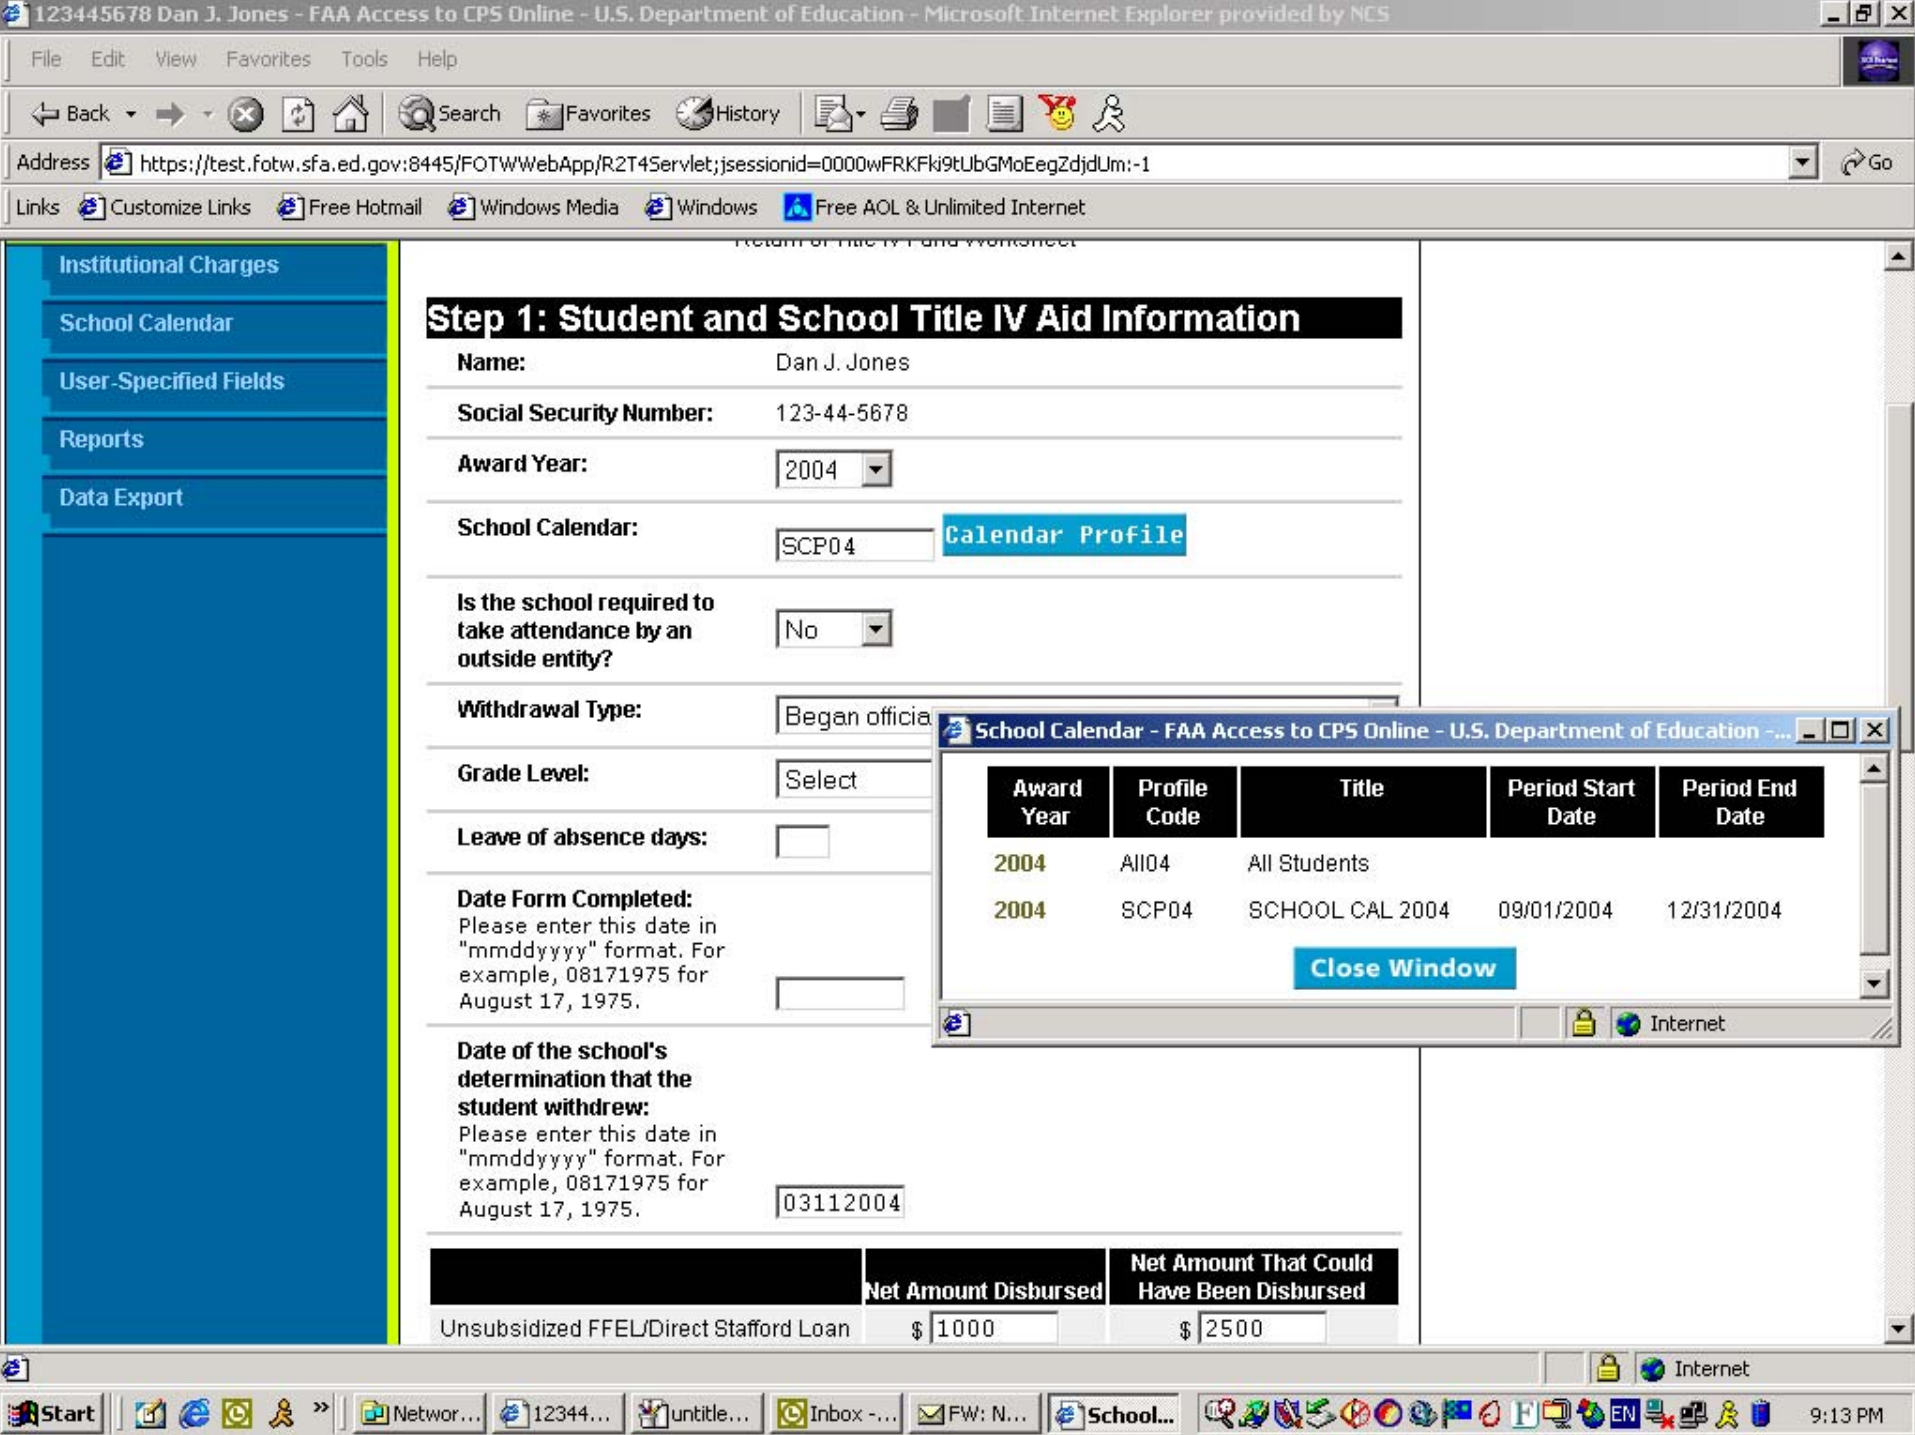 123445678 Dan J. Jones - FAA Access to CPS Online - U.S. Department of Education - Microsoft Internet Explorer provided by NCS
File Edit View Favorites Tools Help
Back Search Favorites History
Address https://test.fotw.sfa.ed.gov:8445/FOTWWebApp/R2T4Servlet;jsessionid=0000wFRKFki9tUbGMoEegZdjdUm:-1 Go
Links Customize Links Free Hotmail Windows Media Windows Free AOL & Unlimited Internet
Return of Title IV Fund Worksheet
Institutional Charges
School Calendar
User-Specified Fields
Reports
Data Export
Step 1: Student and School Title IV Aid Information
Name: Dan J. Jones
Social Security Number: 123-44-5678
Award Year: 2004
School Calendar: SCP04 Calendar Profile
Is the school required to
take attendance by an
outside entity?
No
Withdrawal Type: Began officia
Grade Level: Select
Leave of absence days:
Date Form Completed:
Please enter this date in
"mmddyyyy" format. For
example, 08171975 for
August 17, 1975.
Date of the school's
determination that the
student withdrew:
Please enter this date in
"mmddyyyy" format. For
example, 08171975 for
August 17, 1975.
03112004
Net Amount Disbursed
Net Amount That Could
Have Been Disbursed
Unsubsidized FFEL/Direct Stafford Loan $ 1000 $ 2500
School Calendar - FAA Access to CPS Online - U.S. Department of Education -...
Award
Year
Profile
Code
Title
Period Start
Date
Period End
Date
2004 All04 All Students
2004 SCP04 SCHOOL CAL 2004 09/01/2004 12/31/2004
Close Window
Internet
Internet
Start Networ... 12344... untitle... Inbox -... FW: N... School... EN 9:13 PM